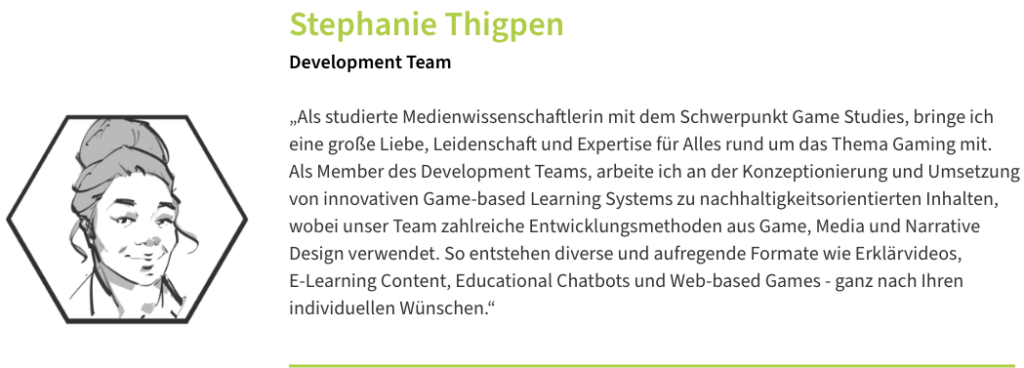 Stephanie Thigpen
Development Team
„Als studierte Medienwissenschaftlerin mit dem Schwerpunkt Game Studies, bringe ich
eine große Liebe, Leidenschaft und Expertise für Alles rund um das Thema Gaming mit.
Als Member des Development Teams, arbeite ich an der Konzeptionierung und Umsetzung
von innovativen Game-based Learning Systems zu nachhaltigkeitsorientierten Inhalten,
wobei unser Team zahlreiche Entwicklungsmethoden aus Game, Media und Narrative
Design verwendet. So entstehen diverse und aufregende Formate wie Erklärvideos,
E-Learning Content, Educational Chatbots und Web-based Games - ganz nach Ihren
individuellen Wünschen.“